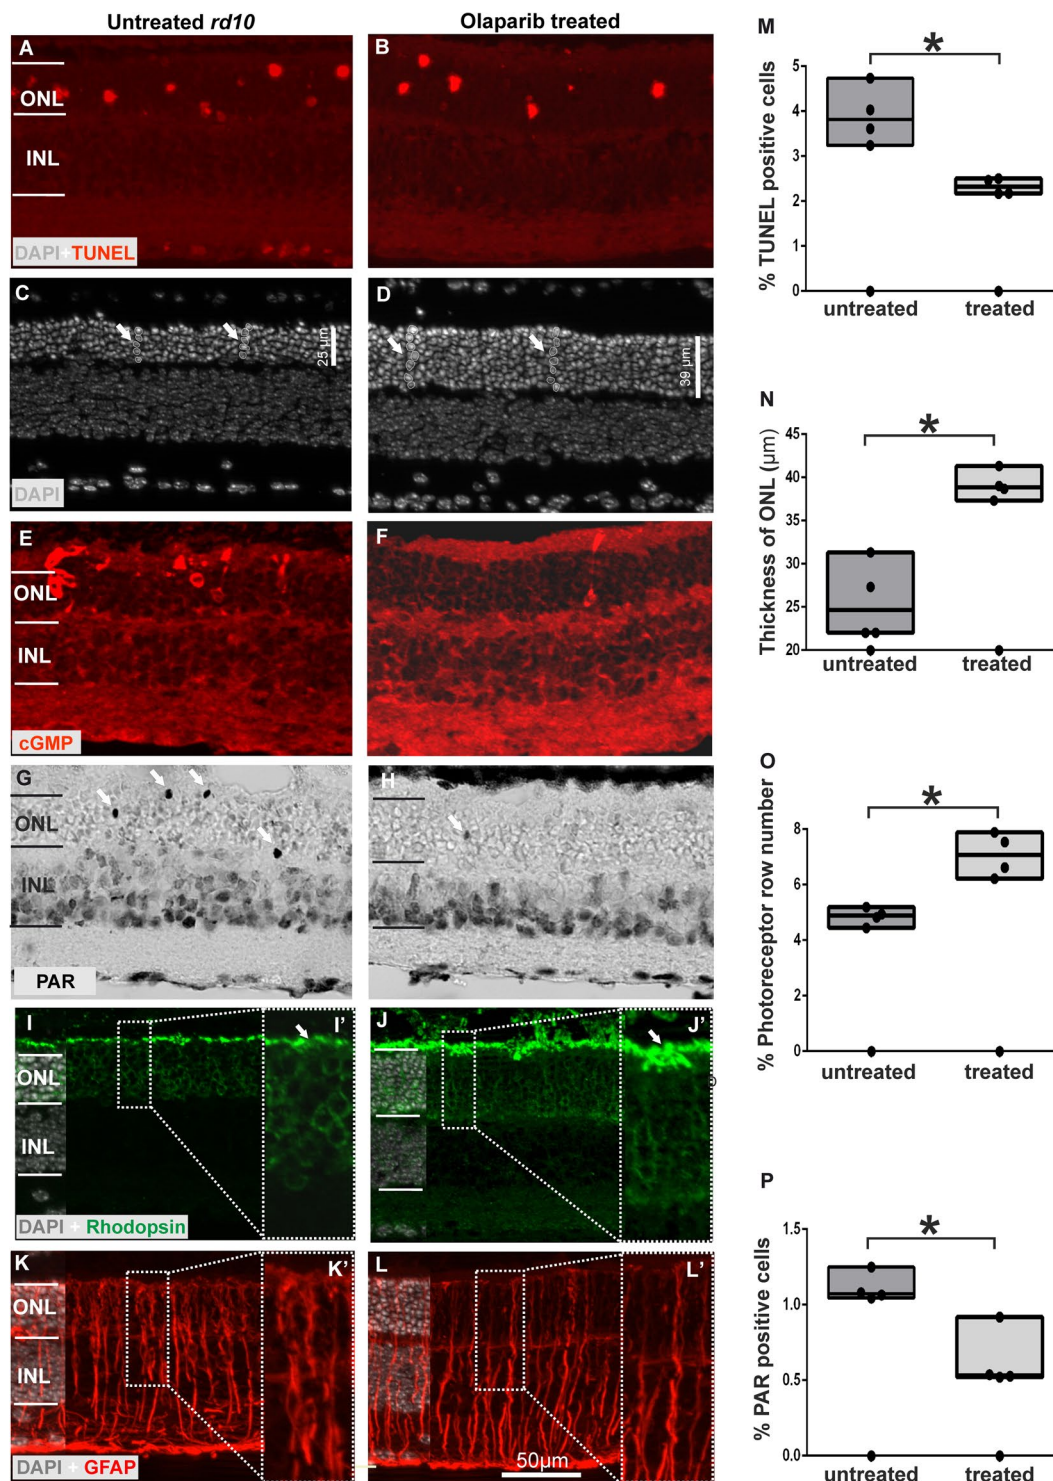 Untreated rd10
Olaparib treated
A
ONL
INL
DAPI+TUNEL
B
C
25 µm
DAPI
D
39 µm
E
ONL
INL
cGMP
F
G
ONL
INL
PAR
H
I
I'
ONL
INL
DAPI + Rhodopsin
J
J'
K
K'
ONL
INL
DAPI + GFAP
L
L'
50µm
M
*
% TUNEL positive cells
5
4
3
2
1
0
untreated treated
N
*
Thickness of ONL (µm)
45
40
35
30
25
20
untreated treated
O
*
% Photoreceptor row number
8
6
4
2
0
untreated treated
P
*
% PAR positive cells
1.5
1.0
0.5
0.0
untreated treated